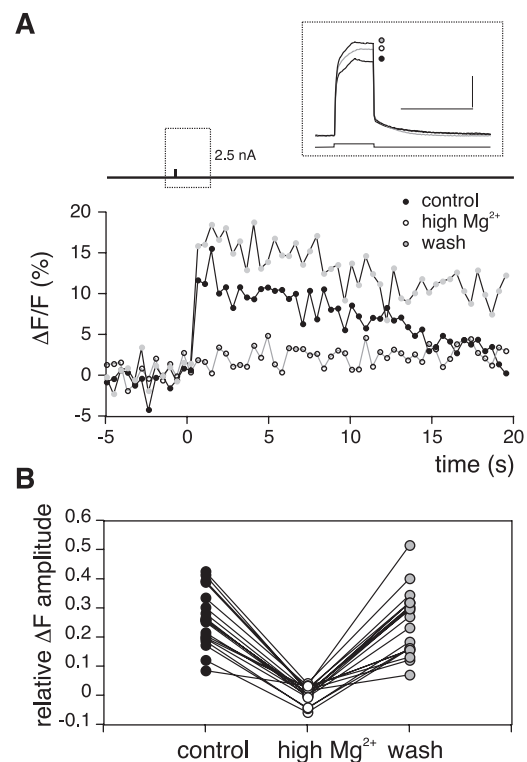 A
2.5 nA
control
high Mg²⁺
wash
ΔF/F (%)
20
15
10
5
0
-5
-5
0
5
10
15
20
time (s)
B
relative ΔF amplitude
0.6
0.5
0.4
0.3
0.2
0.1
0
-0.1
control
high Mg²⁺
wash